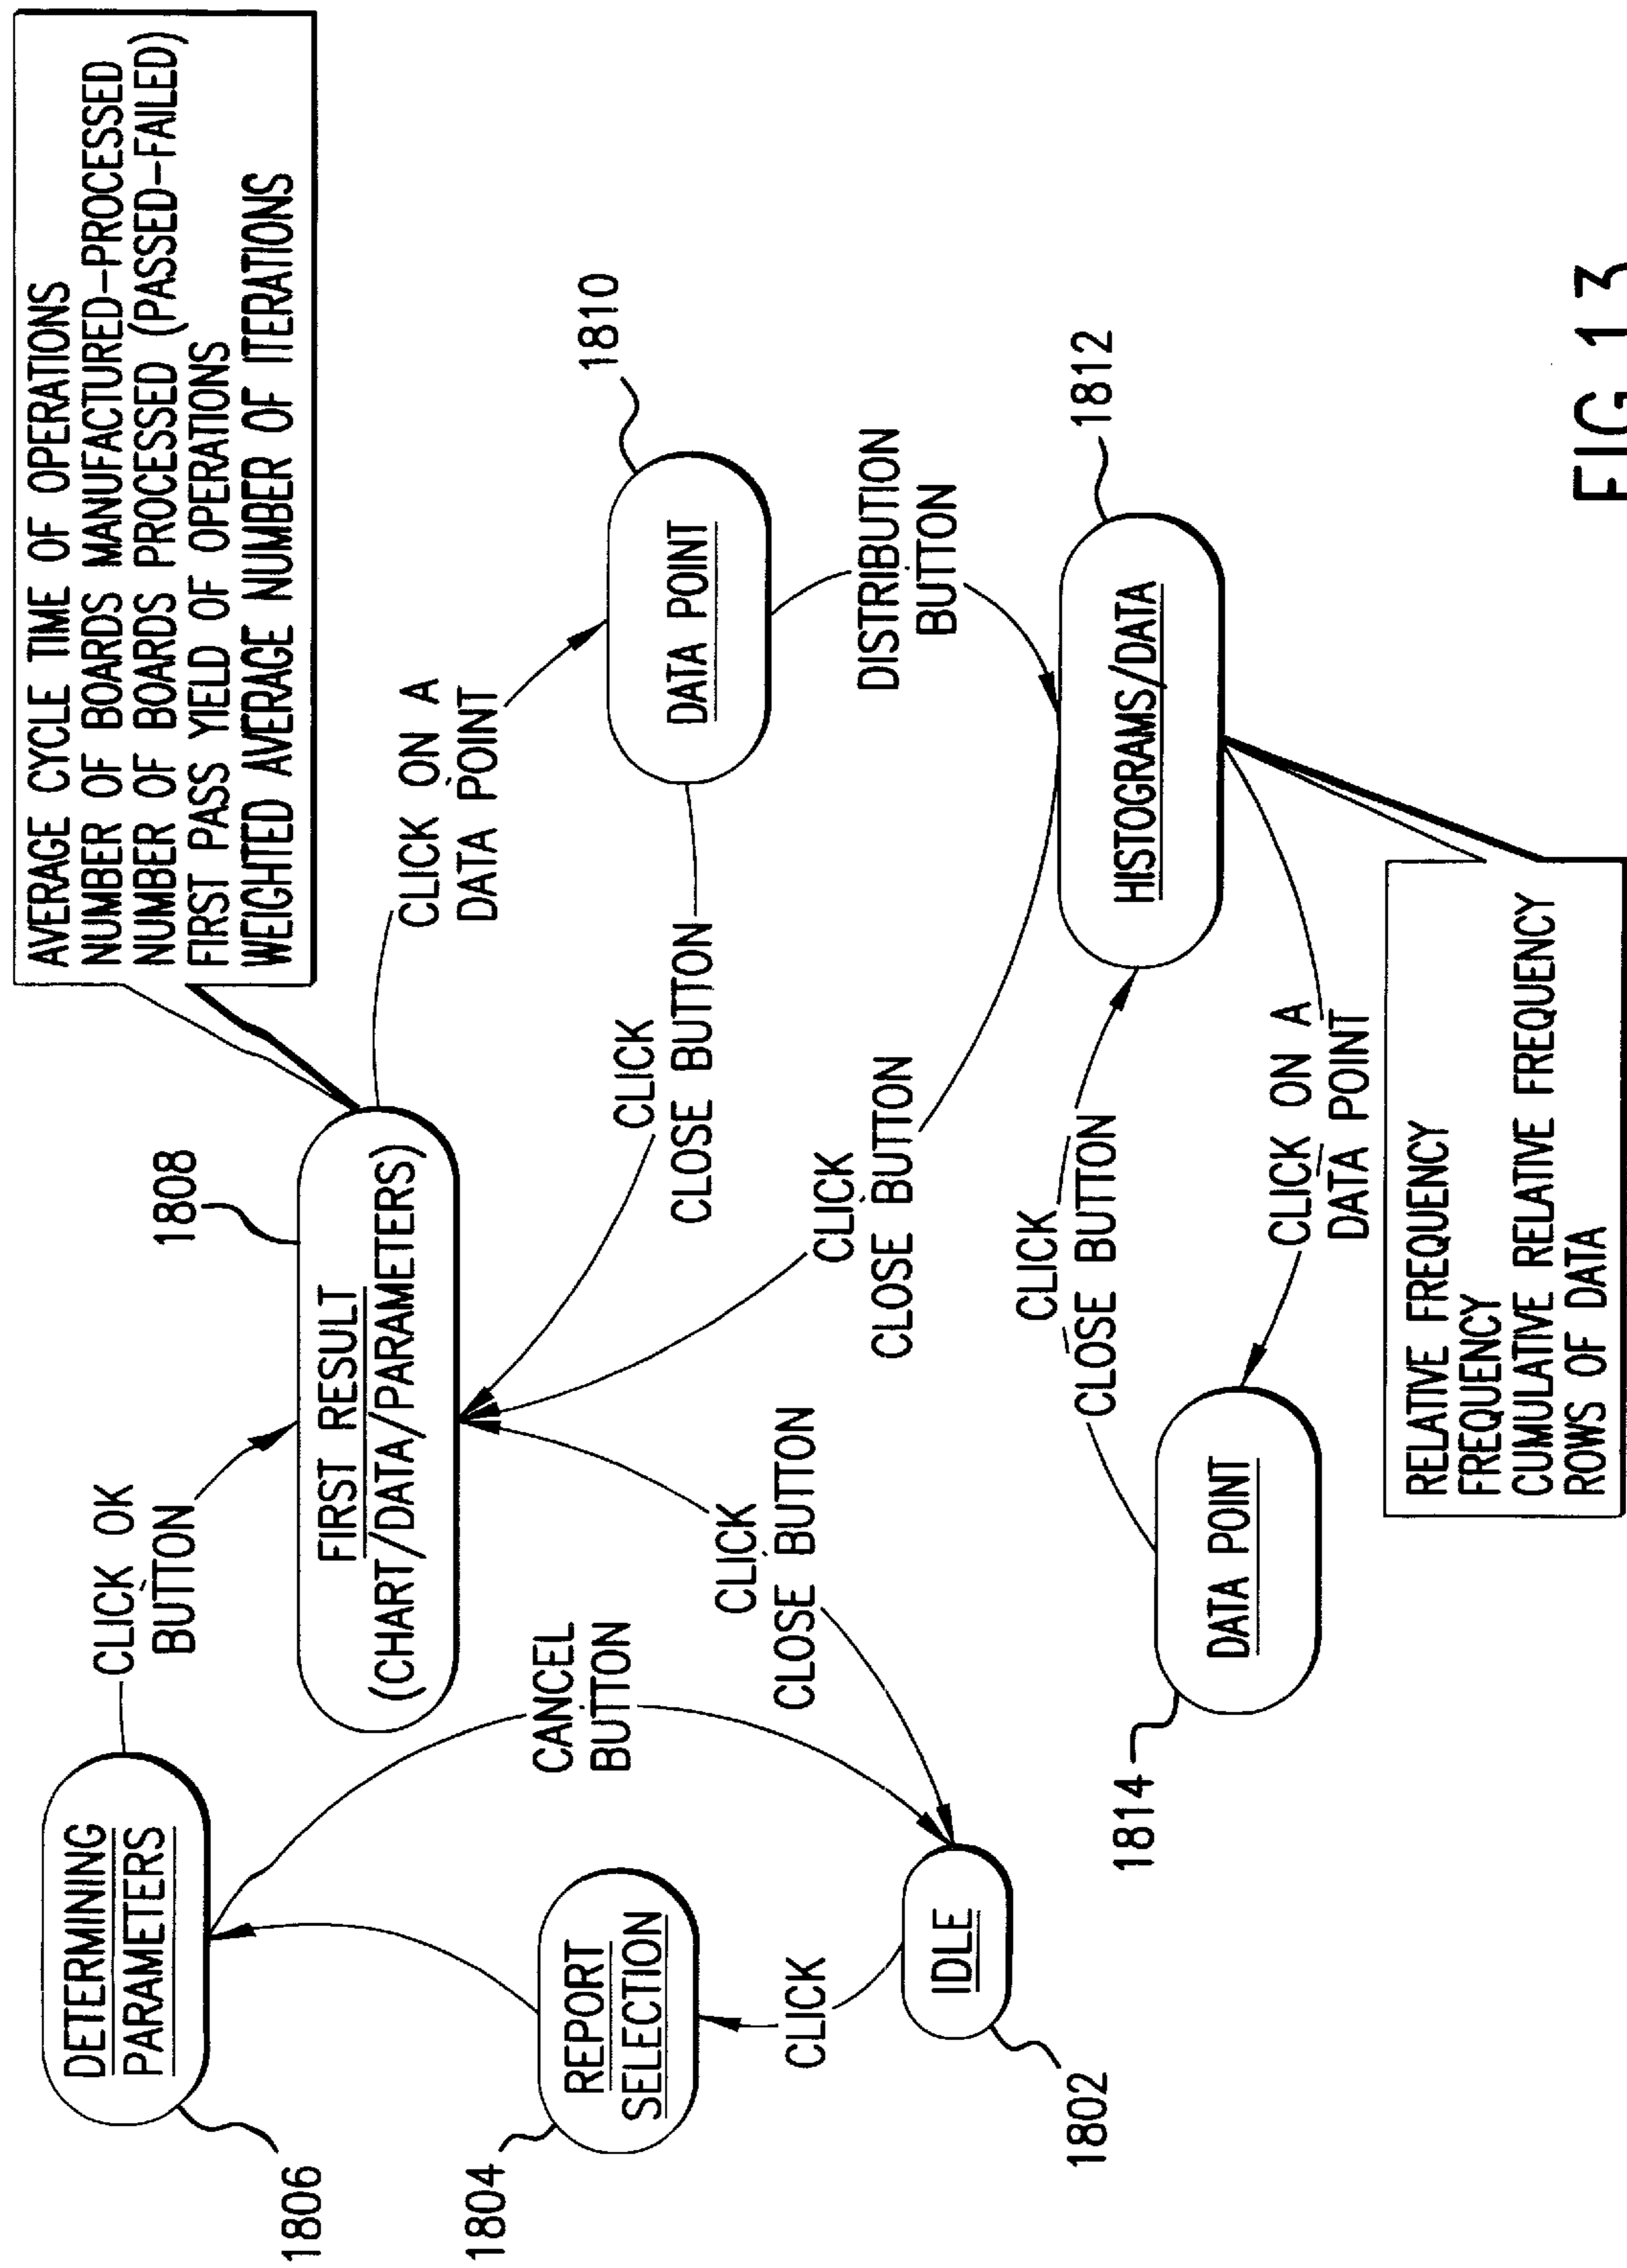 AVERAGE CYCLE TIME OF OPERATIONS
NUMBER OF BOARDS MANUFACTURED-PROCESSED
NUMBER OF BOARDS PROCESSED (PASSED-FAILED)
FIRST PASS YIELD OF OPERATIONS
WEIGHTED AVERAGE NUMBER OF ITERATIONS
1806
DETERMINING
PARAMETERS
CLICK OK
BUTTON
1808
FIRST RESULT
(CHART/DATA/PARAMETERS)
CLICK ON A
DATA POINT
1810
DATA POINT
1804
REPORT
SELECTION
CANCEL
BUTTON
CLICK
CLOSE BUTTON
CLICK
CLOSE BUTTON
CLICK
CLOSE BUTTON
DISTRIBUTION
BUTTON
CLICK
1802
IDLE
1812
HISTOGRAMS/DATA
CLICK
CLOSE BUTTON
1814
DATA POINT
CLICK ON A
DATA POINT
RELATIVE FREQUENCY
FREQUENCY
CUMULATIVE RELATIVE FREQUENCY
ROWS OF DATA
FIG.13